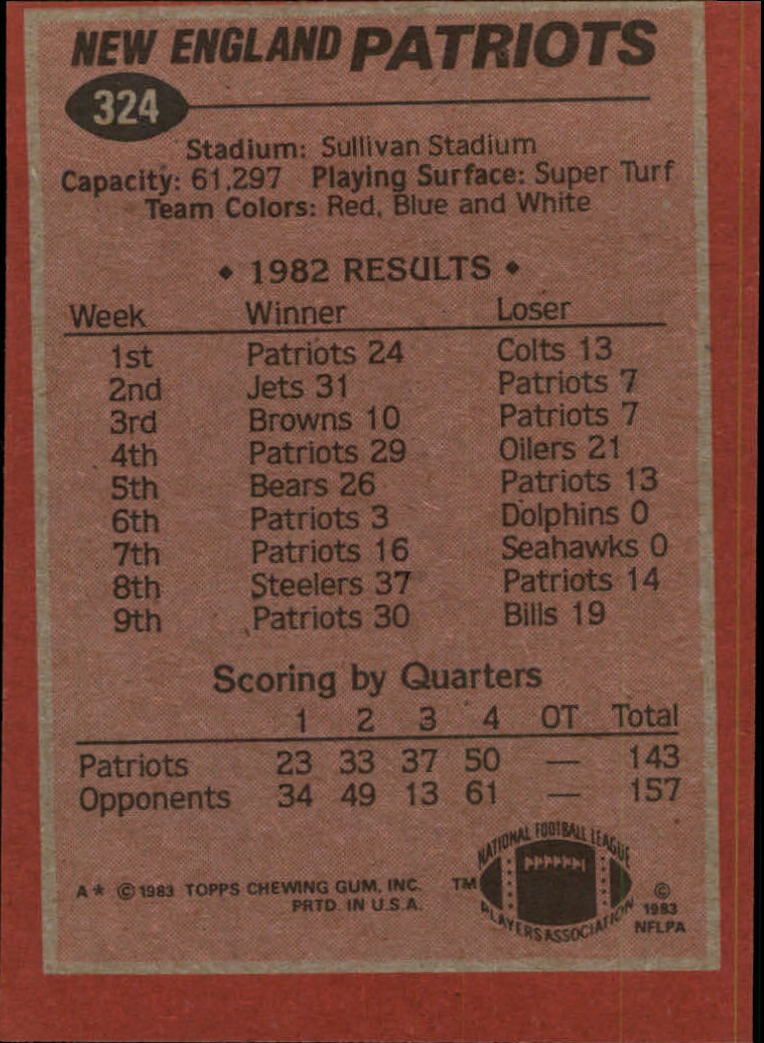 NEW ENGLAND PATRIOTS
324
Stadium: Sullivan Stadium
Capacity: 61,297 Playing Surface: Super Turf
Team Colors: Red, Blue and White
• 1982 RESULTS •
Week Winner Loser
1st Patriots 24 Colts 13
2nd Jets 31 Patriots 7
3rd Browns 10 Patriots 7
4th Patriots 29 Oilers 21
5th Bears 26 Patriots 13
6th Patriots 3 Dolphins 0
7th Patriots 16 Seahawks 0
8th Steelers 37 Patriots 14
9th Patriots 30 Bills 19
Scoring by Quarters
1 2 3 4 OT Total
Patriots 23 33 37 50 — 143
Opponents 34 49 13 61 — 157
NATIONAL FOOTBALL LEAGUE
PLAYERS ASSOCIATION
TM
A* © 1983 TOPPS CHEWING GUM, INC.
PRTD. IN U.S.A.
©
1983
NFLPA